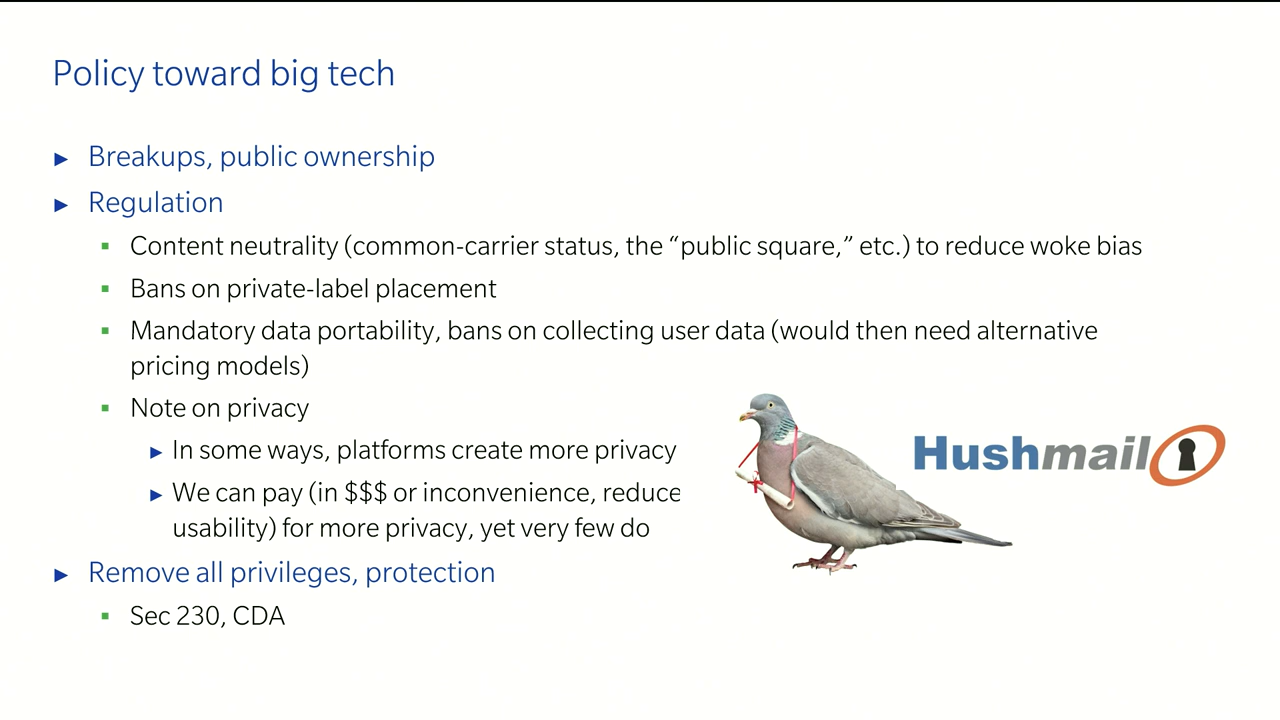 Policy toward big tech
► Breakups, public ownership
► Regulation
▪ Content neutrality (common-carrier status, the “public square,” etc.) to reduce woke bias
▪ Bans on private-label placement
▪ Mandatory data portability, bans on collecting user data (would then need alternative
pricing models)
▪ Note on privacy
► In some ways, platforms create more privacy
► We can pay (in $$$ or inconvenience, reduce
usability) for more privacy, yet very few do
Hushmail
► Remove all privileges, protection
▪ Sec 230, CDA